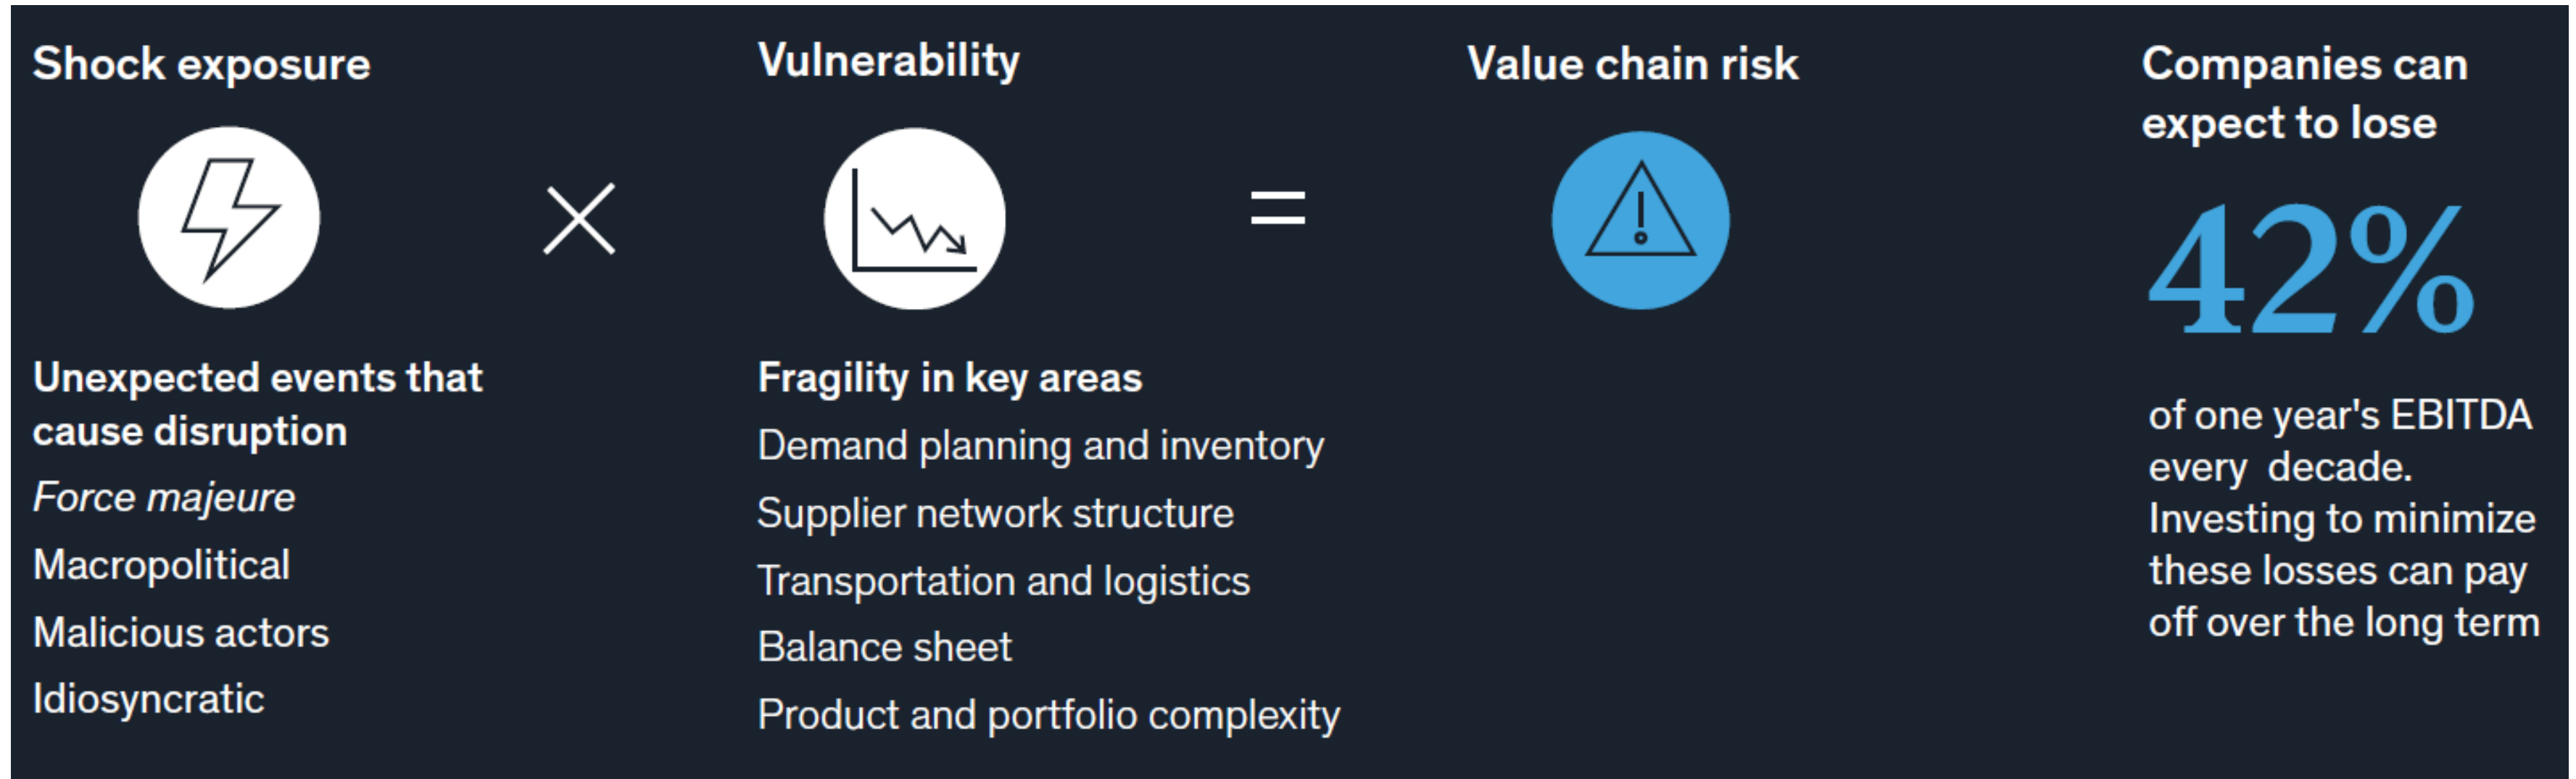 Shock exposure
×
Vulnerability
=
Value chain risk
Companies can
expect to lose
42%
of one year's EBITDA
every decade.
Investing to minimize
these losses can pay
off over the long term
Unexpected events that
cause disruption
Force majeure
Macropolitical
Malicious actors
Idiosyncratic
Fragility in key areas
Demand planning and inventory
Supplier network structure
Transportation and logistics
Balance sheet
Product and portfolio complexity